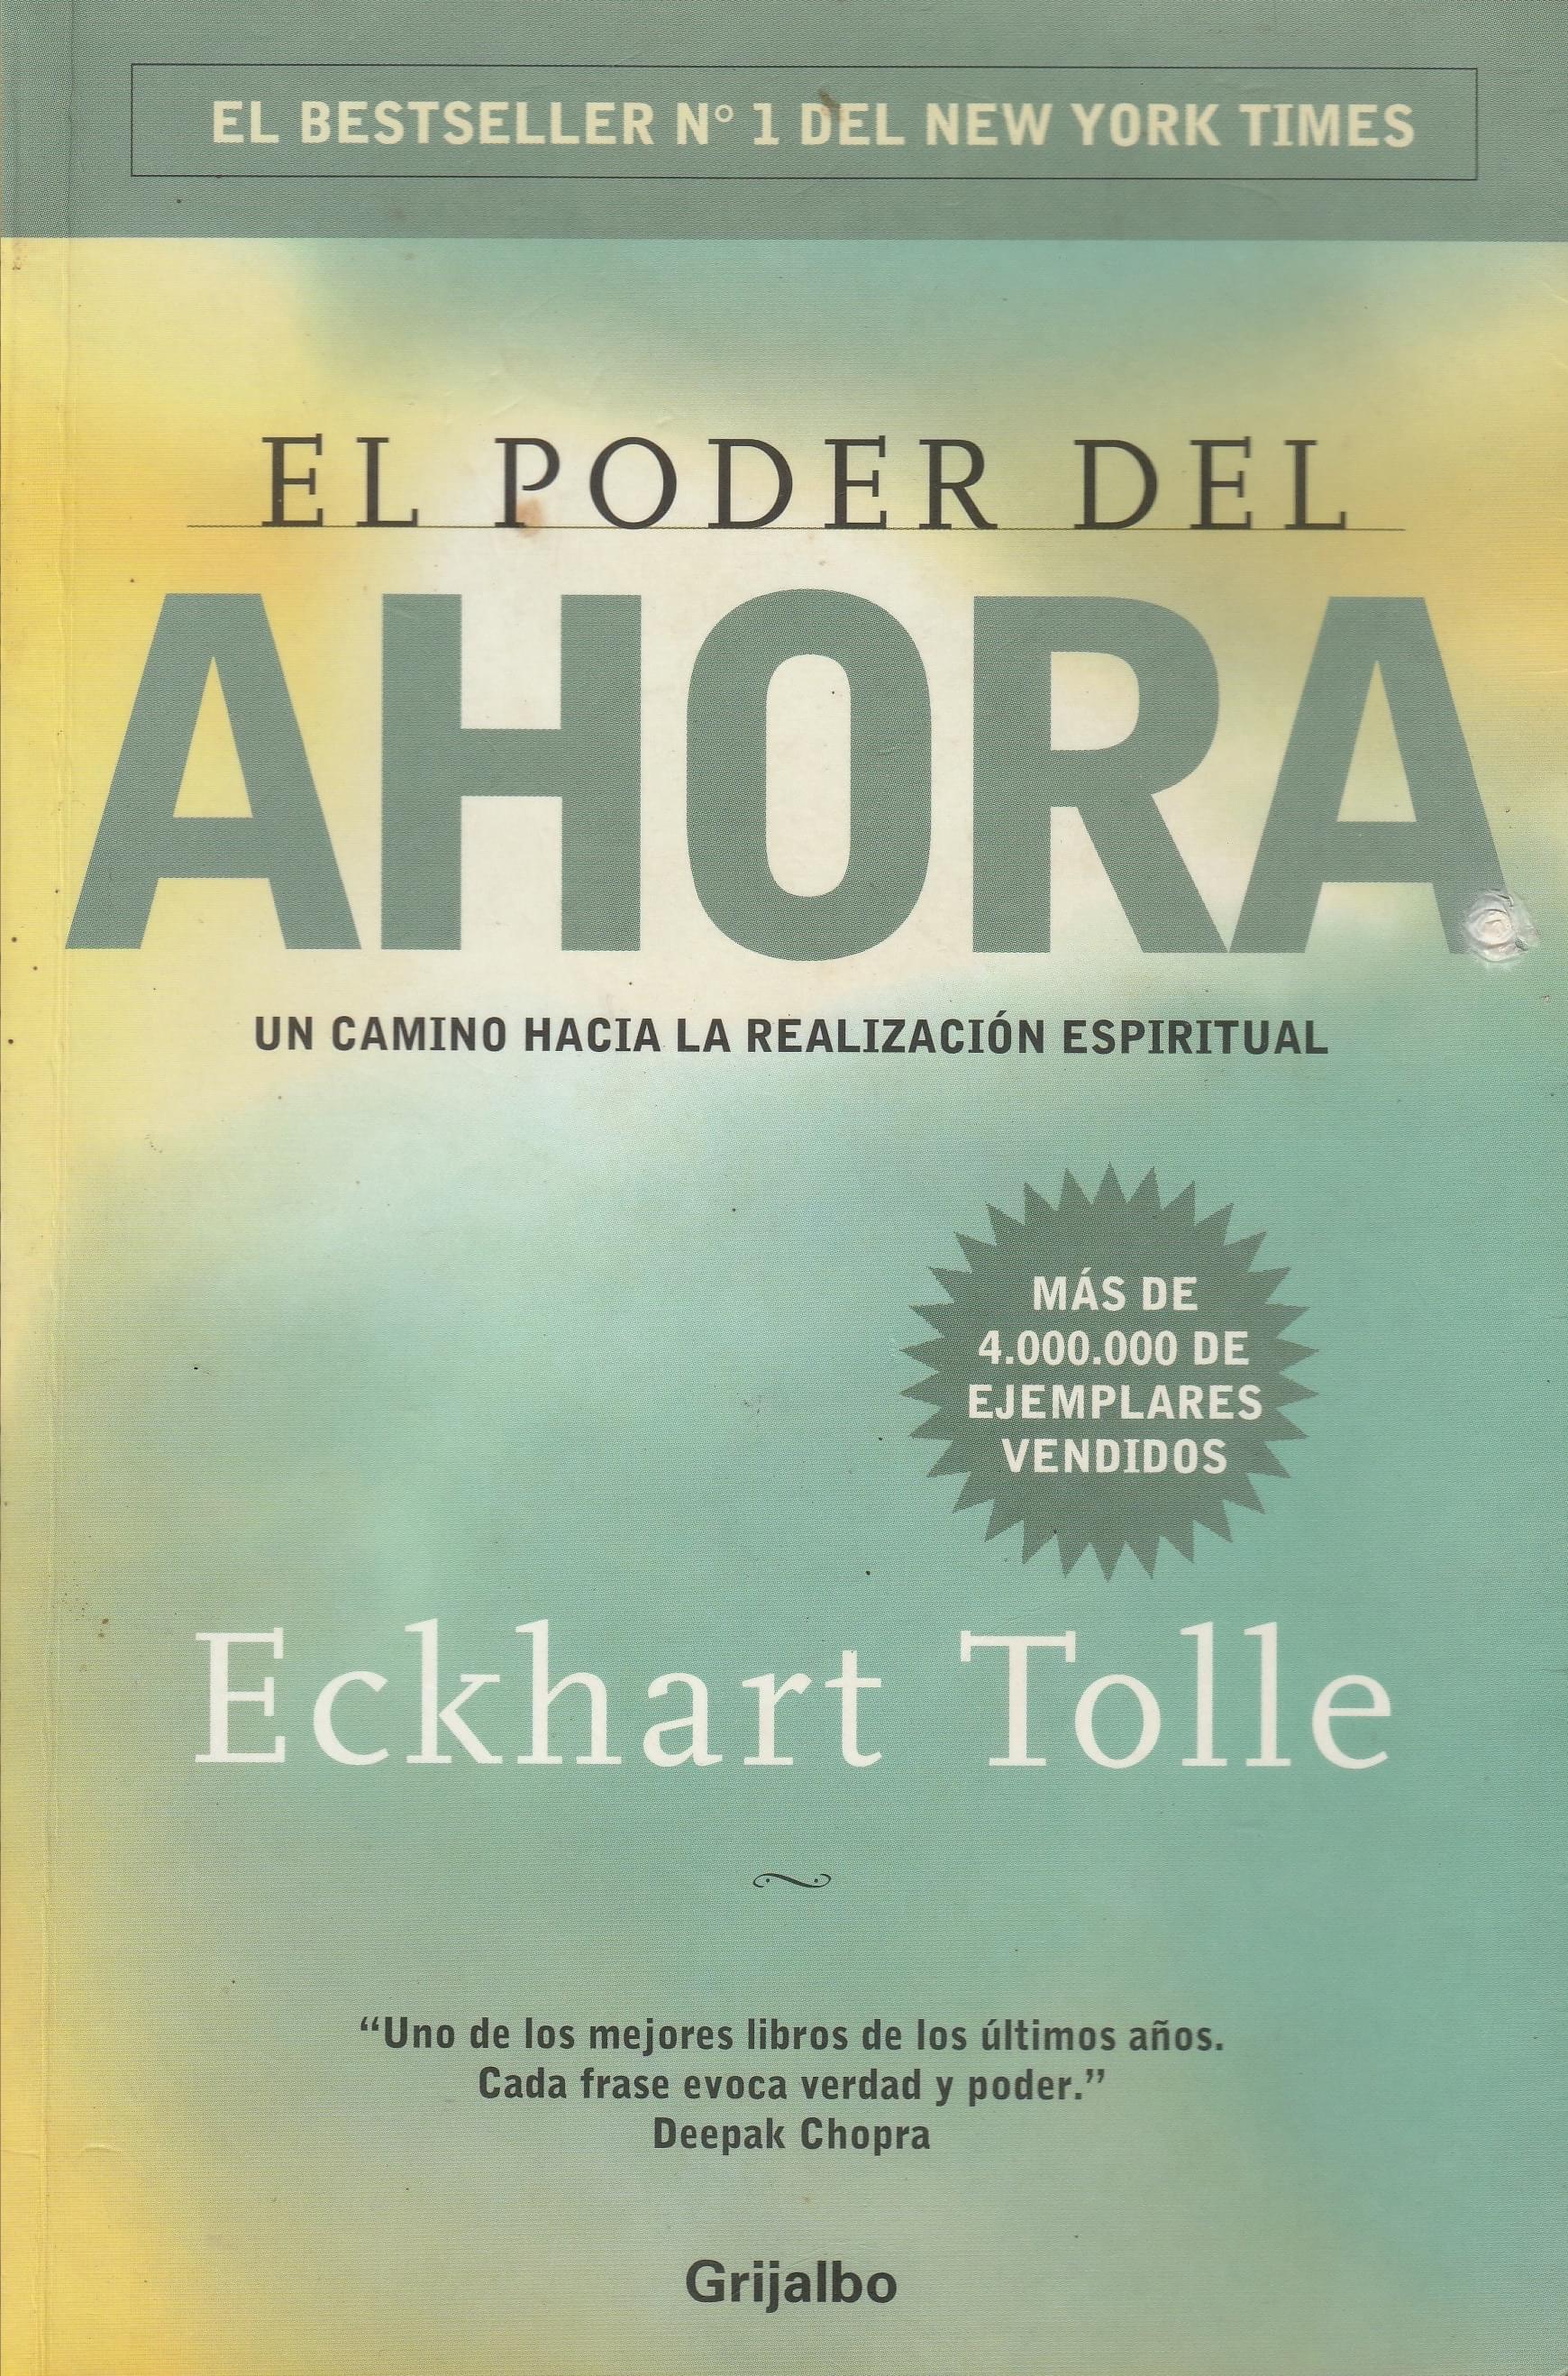 EL BESTSELLER N° 1 DEL NEW YORK TIMES
EL PODER DEL
AHORA
UN CAMINO HACIA LA REALIZACIÓN ESPIRITUAL
MÁS DE
4.000.000 DE
EJEMPLARES
VENDIDOS
Eckhart Tolle
“Uno de los mejores libros de los últimos años.
Cada frase evoca verdad y poder.”
Deepak Chopra
Grijalbo